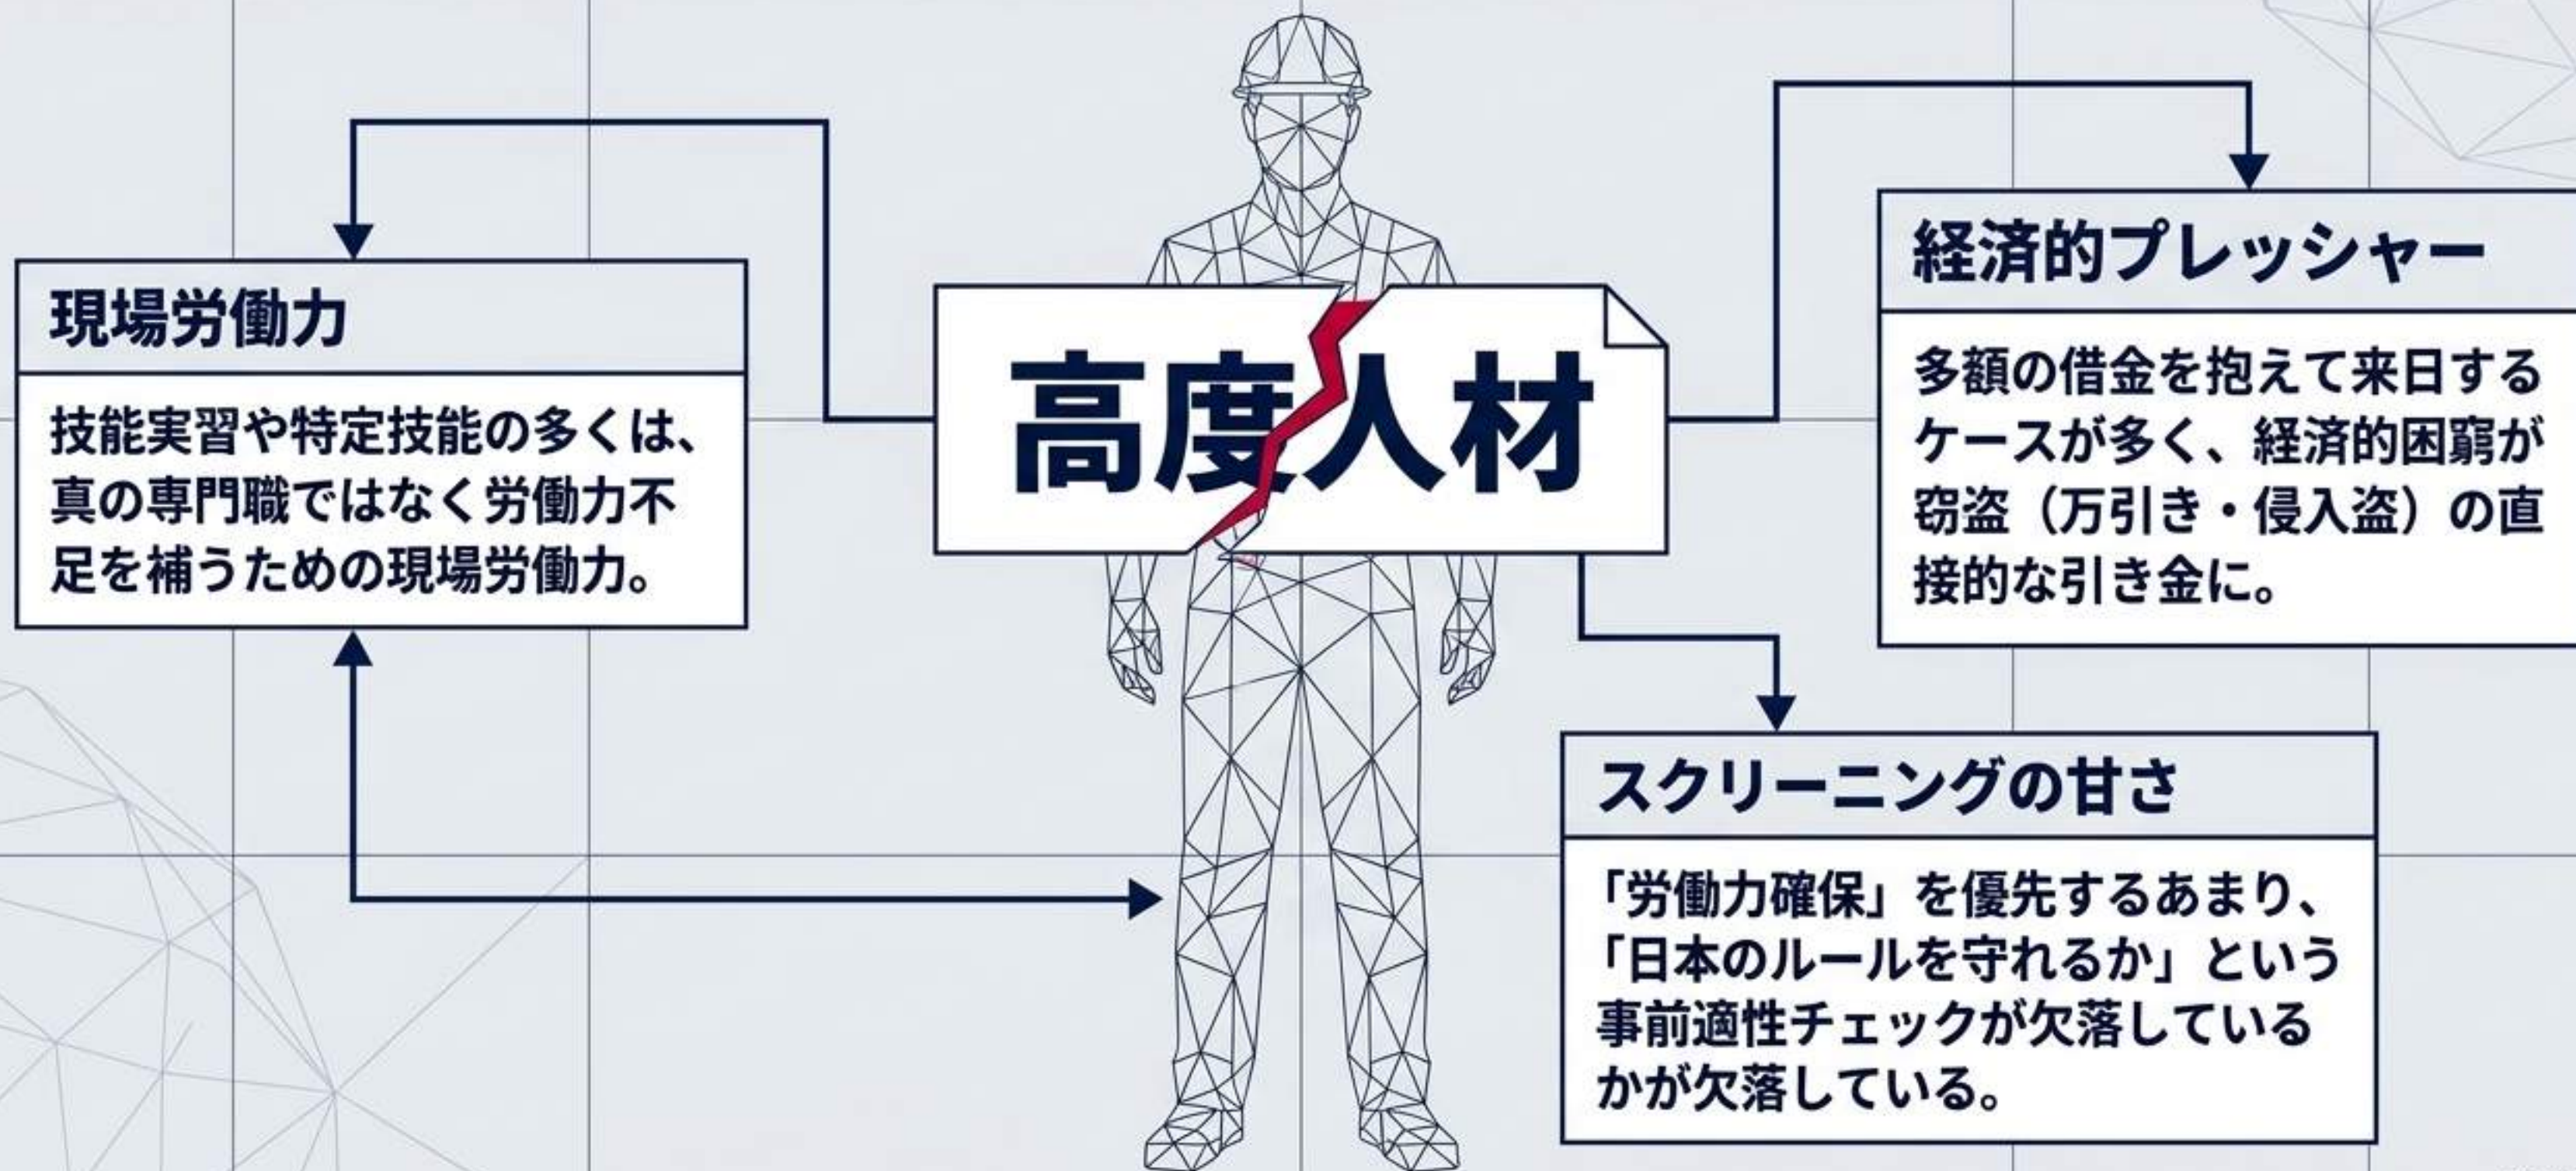 現場労働力
技能実習や特定技能の多くは、
真の専門職ではなく労働力不
足を補うための現場労働力。
高度人材
経済的プレッシャー
多額の借金を抱えて来日する
ケースが多く、経済的困窮が
窃盗（万引き・侵入盗）の直
接的な引き金に。
スクリーニングの甘さ
「労働力確保」を優先するあまり、
「日本のルールを守れるか」という
事前適性チェックが欠落している
かが欠落している。